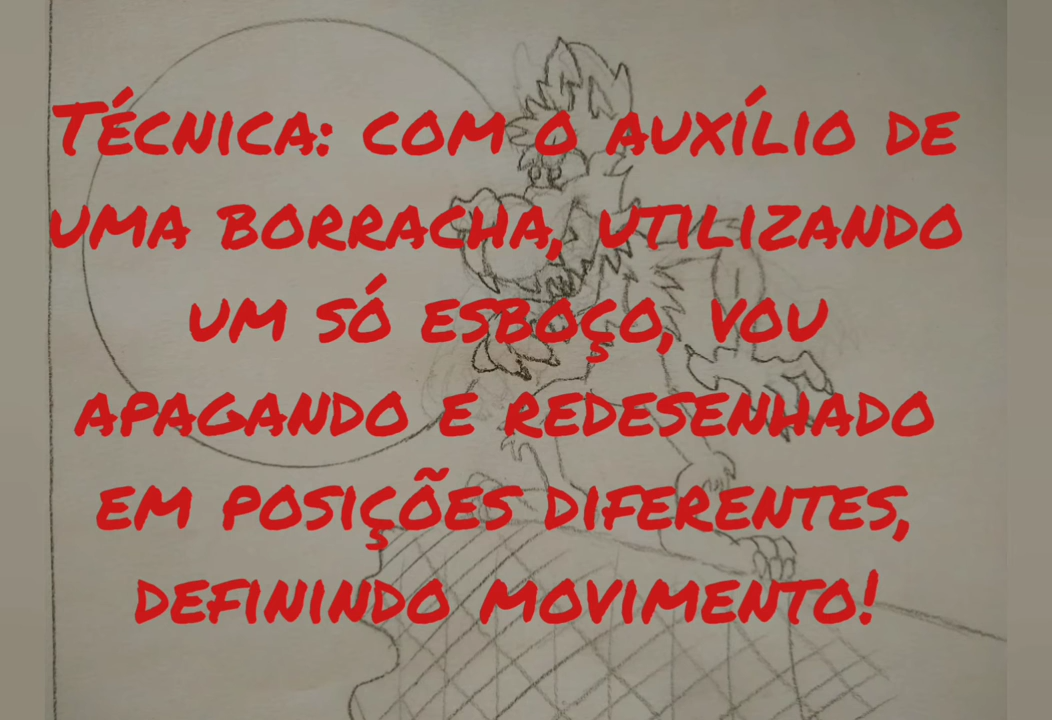 Técnica: com o auxílio de
uma borracha, utilizando
um só esboço, vou
apagando e redesenhado
em posições diferentes,
definindo movimento!